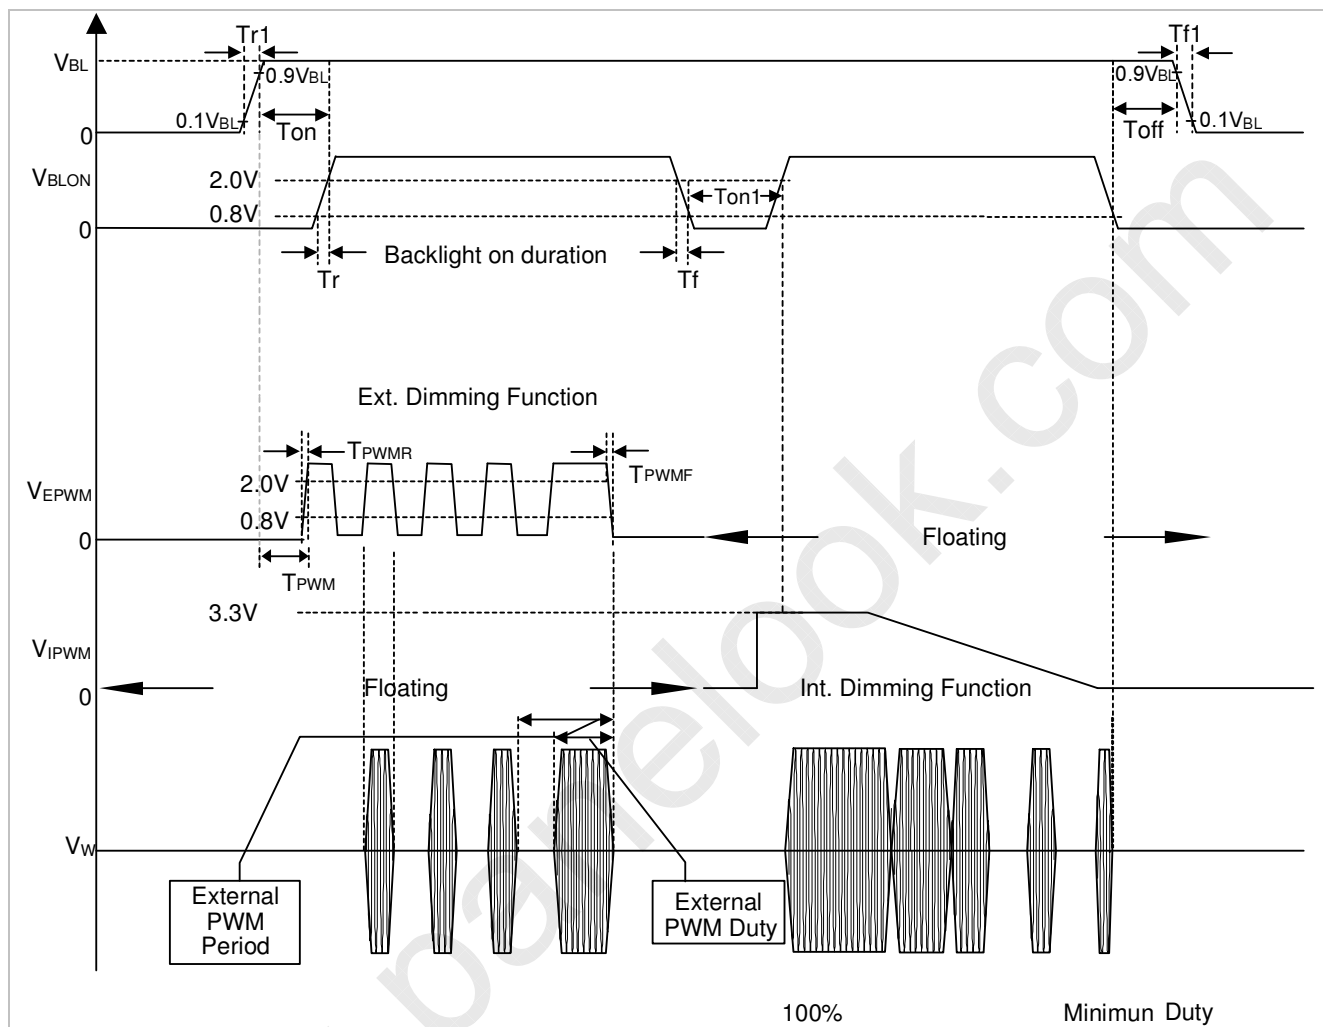 Tr1
Tf1
VBL
0.9VBL
0.9VBL
0.1VBL
Ton
Toff
0.1VBL
0
VBLON
2.0V
Ton1
0.8V
0
Backlight on duration
Tr
Tf
Ext. Dimming Function
TPWMR
TPWMF
VEPWM
2.0V
0.8V
0
Floating
TPWM
3.3V
VIPWM
0
Floating
Int. Dimming Function
VW
External
PWM
Period
External
PWM Duty
100%
Minimun Duty
panelook.com